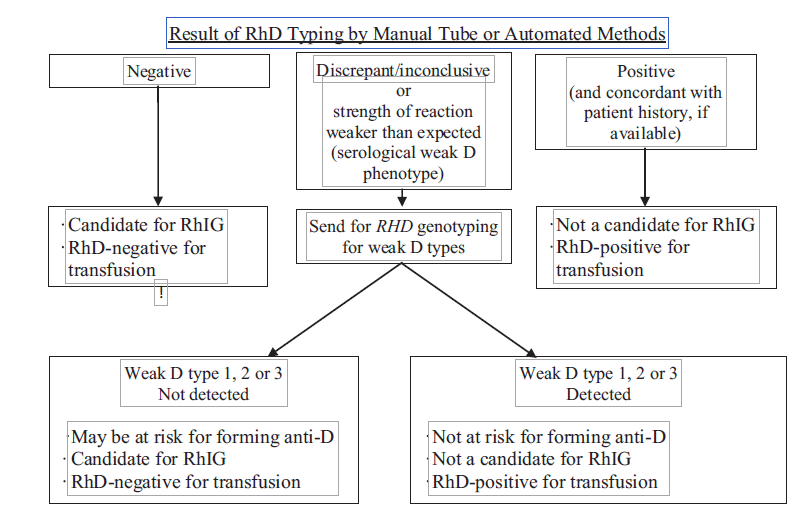 Result of RhD Typing by Manual Tube or Automated Methods
Negative
Discrepant/inconclusive
or
strength of reaction
weaker than expected
(serological weak D
phenotype)
Positive
(and concordant with
patient history, if
available)
·Candidate for RhIG
·RhD-negative for
transfusion
!
Send for RHD genotyping
for weak D types
·Not a candidate for RhIG
·RhD-positive for
transfusion
Weak D type 1, 2 or 3
Not detected
·May be at risk for forming anti-D
·Candidate for RhIG
·RhD-negative for transfusion
Weak D type 1, 2 or 3
Detected
·Not at risk for forming anti-D
·Not a candidate for RhIG
·RhD-positive for transfusion